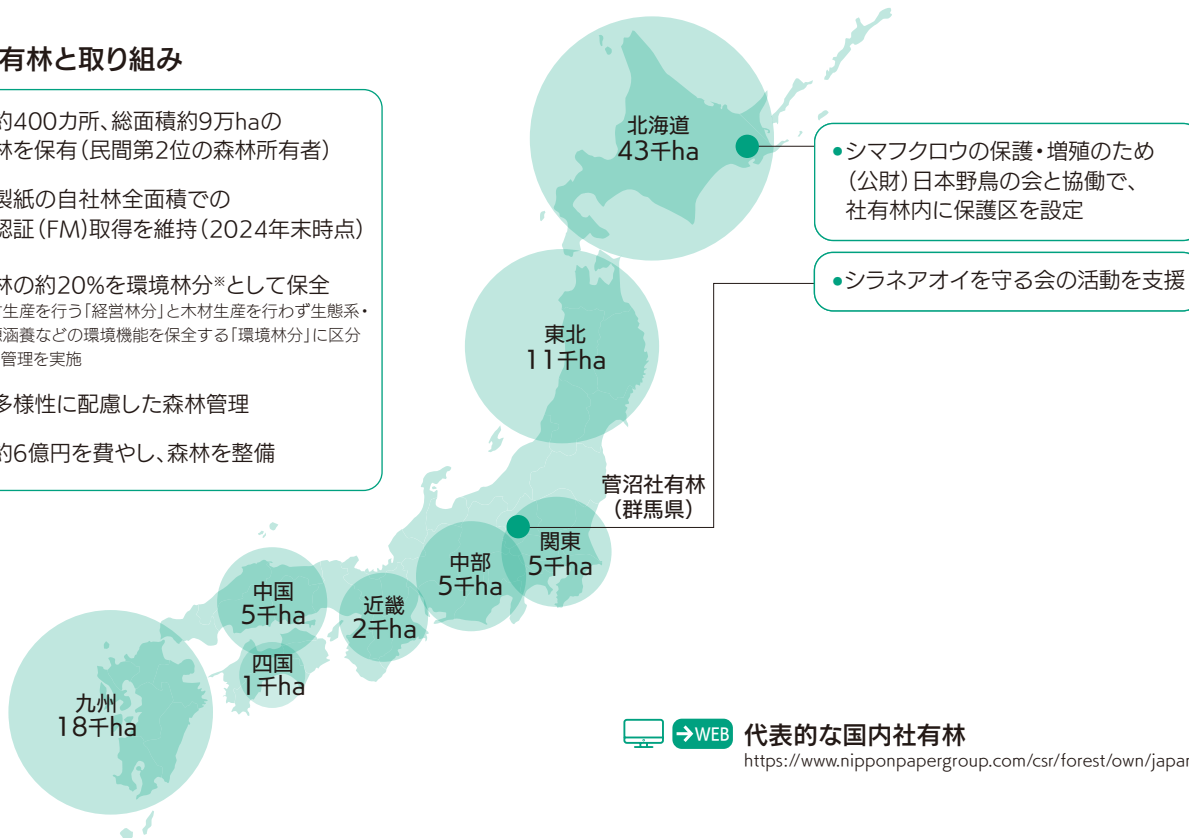 有林と取り組み
約400カ所、総面積約9万haの
林を保有(民間第2位の森林所有者)
製紙の自社林全面積での
認証(FM)取得を維持(2024年末時点)
林の約20%を環境林分※として保全
生産を行う「経営林分」と木材生産を行わず生態系・
涵養などの環境機能を保全する「環境林分」に区分
管理を実施
多様性に配慮した森林管理
約6億円を費やし、森林を整備
北海道
43千ha
•シマフクロウの保護・増殖のため
(公財)日本野鳥の会と協働で、
社有林内に保護区を設定
•シラネアオイを守る会の活動を支援
東北
11千ha
菅沼社有林
(群馬県)
関東
5千ha
中部
5千ha
近畿
2千ha
中国
5千ha
四国
1千ha
九州
18千ha
→WEB 代表的な国内社有林
https://www.nipponpapergroup.com/csr/forest/own/japan